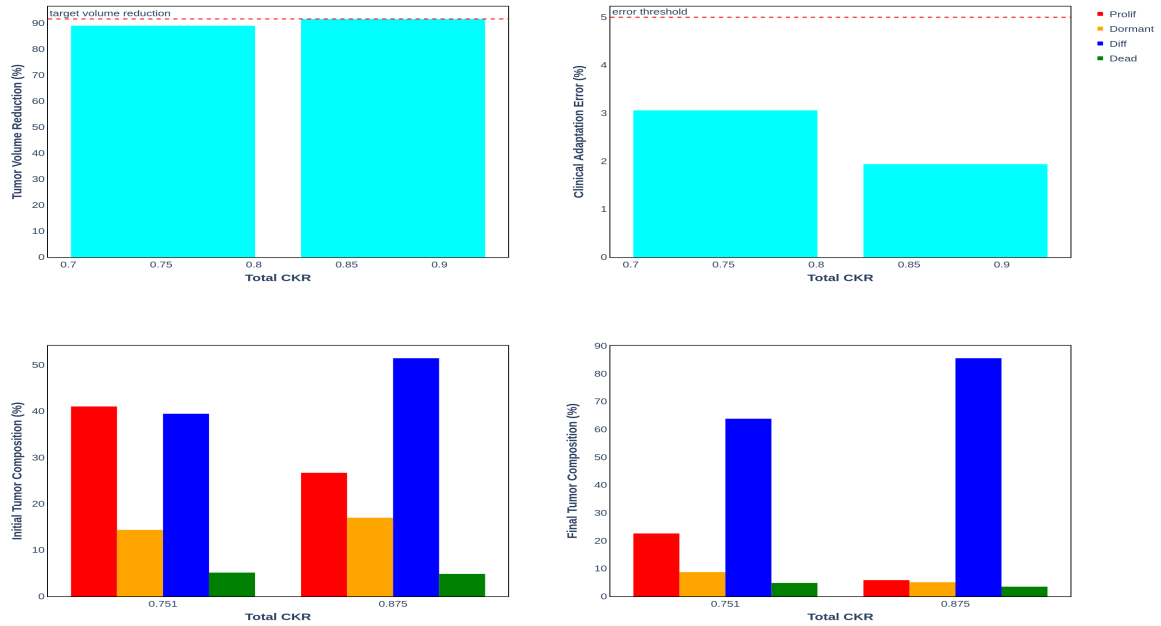 target volume reduction
90
80
70
60
50
40
30
20
10
0
Tumor Volume Reduction (%)
0.7 0.75 0.8 0.85 0.9
Total CKR
error threshold
5
4
3
2
1
0
Clinical Adaptation Error (%)
0.7 0.75 0.8 0.85 0.9
Total CKR
Prolif
Dormant
Diff
Dead
50
40
30
20
10
0
Initial Tumor Composition (%)
0.751 0.875
Total CKR
90
80
70
60
50
40
30
20
10
0
Final Tumor Composition (%)
0.751 0.875
Total CKR